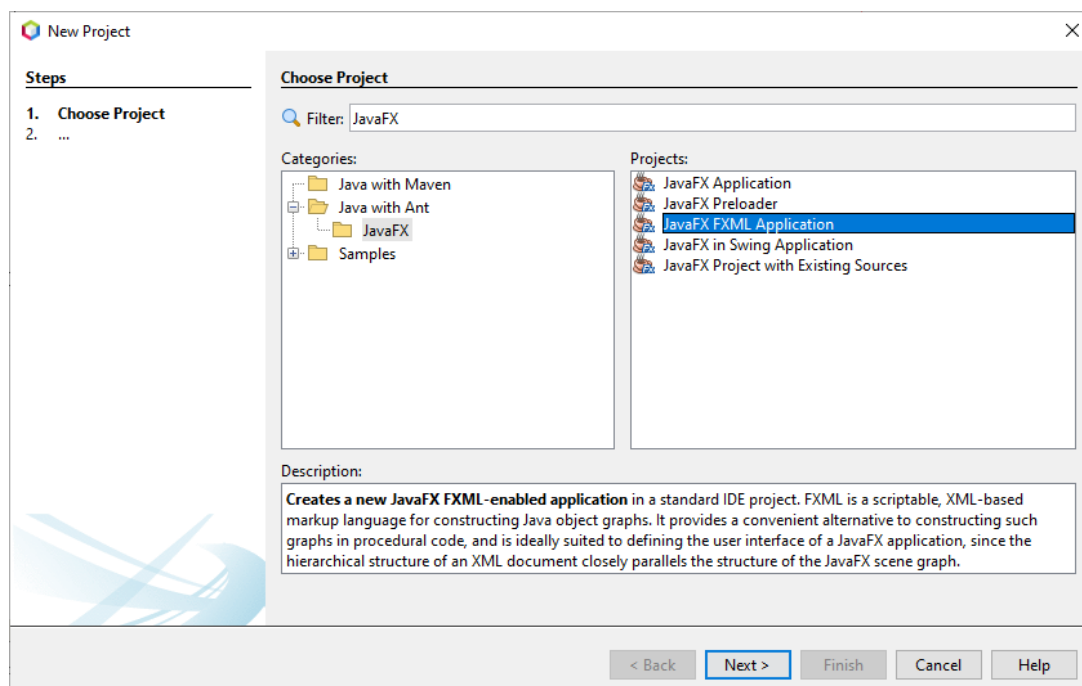 New Project
Steps
1. Choose Project
2. ...
Choose Project
Filter: JavaFX
Categories:
Java with Maven
Java with Ant
JavaFX
Samples
Projects:
JavaFX Application
JavaFX Preloader
JavaFX FXML Application
JavaFX in Swing Application
JavaFX Project with Existing Sources
Description:
Creates a new JavaFX FXML-enabled application in a standard IDE project. FXML is a scriptable, XML-based
markup language for constructing Java object graphs. It provides a convenient alternative to constructing such
graphs in procedural code, and is ideally suited to defining the user interface of a JavaFX application, since the
hierarchical structure of an XML document closely parallels the structure of the JavaFX scene graph.
< Back Next > Finish Cancel Help